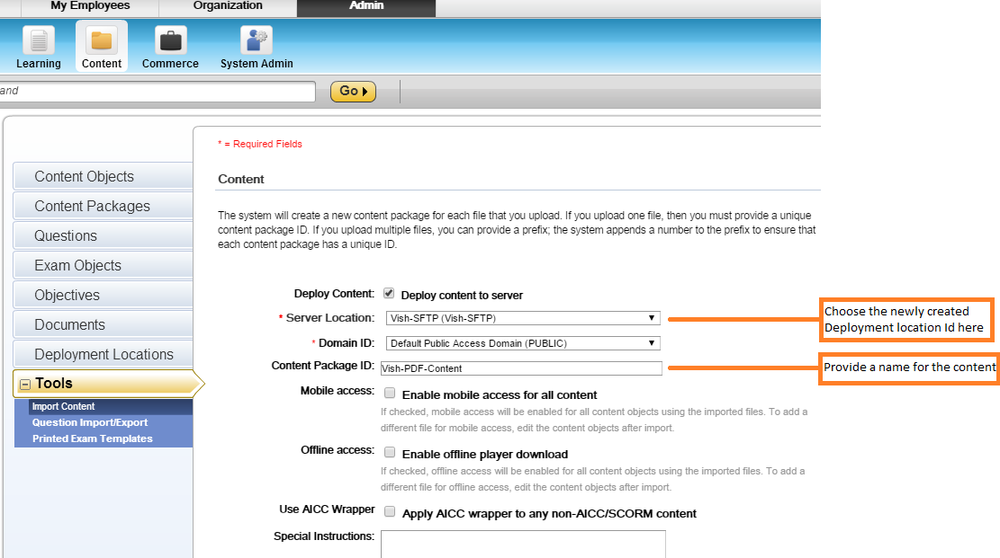 My Employees
Organization
Admin
Learning
Content
Commerce
System Admin
and
Go
* = Required Fields
Content Objects
Content Packages
Questions
Exam Objects
Objectives
Documents
Deployment Locations
Tools
Import Content
Question Import/Export
Printed Exam Templates
Content
The system will create a new content package for each file that you upload. If you upload one file, then you must provide a unique
content package ID. If you upload multiple files, you can provide a prefix; the system appends a number to the prefix to ensure that
each content package has a unique ID.
Deploy Content: Deploy content to server
* Server Location: Vish-SFTP (Vish-SFTP)
* Domain ID: Default Public Access Domain (PUBLIC)
Content Package ID: Vish-PDF-Content
Mobile access: Enable mobile access for all content
If checked, mobile access will be enabled for all content objects using the imported files. To add a
different file for mobile access, edit the content objects after import.
Offline access: Enable offline player download
If checked, offline access will be enabled for all content objects using the imported files. To add a
different file for offline access, edit the content objects after import.
Use AICC Wrapper Apply AICC wrapper to any non-AICC/SCORM content
Special Instructions:
Choose the newly created
Deployment location Id here
Provide a name for the content